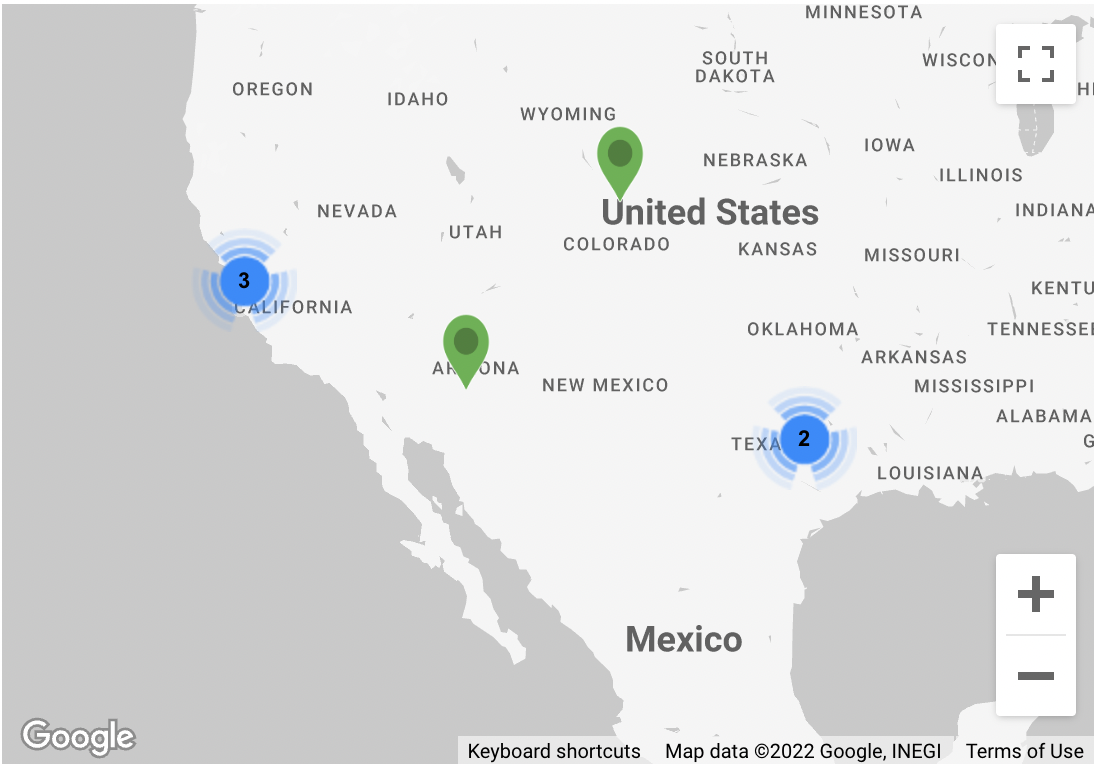 MINNESOTA
SOUTH
DAKOTA
WISCON
OREGON
IDAHO
WYOMING
IOWA
NEBRASKA
ILLINOIS
NEVADA
United States
INDIANA
UTAH
COLORADO
KANSAS
MISSOURI
3
KENTU
CALIFORNIA
OKLAHOMA
TENNESSEE
ARKANSAS
NEW MEXICO
MISSISSIPPI
ALABAMA
2
TEXA
G
LOUISIANA
Mexico
Google
Keyboard shortcuts Map data ©2022 Google, INEGI Terms of Use